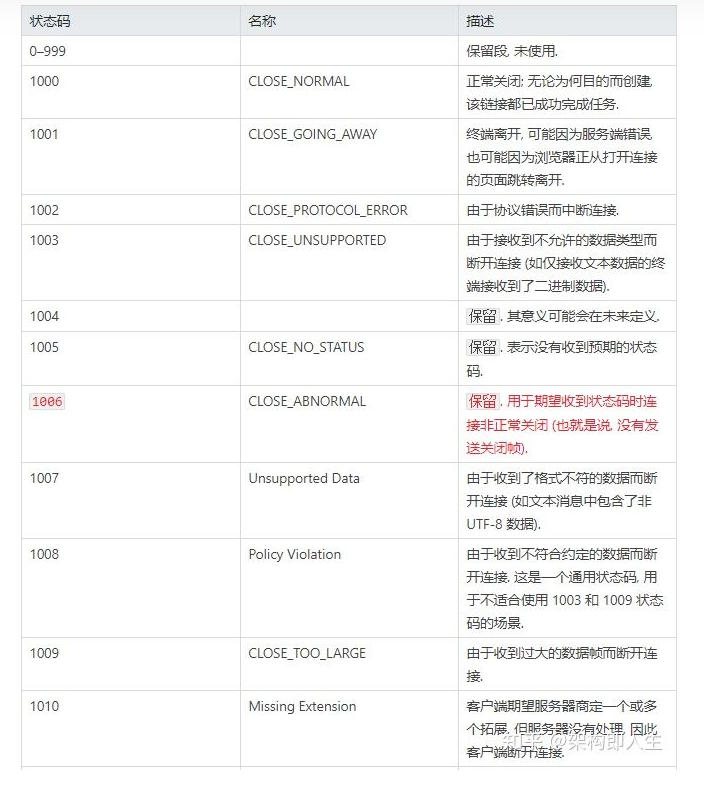 状态码 名称 描述
0–999 保留段, 未使用.
1000 CLOSE_NORMAL 正常关闭; 无论为何目的而创建,
该链接都已成功完成任务.
1001 CLOSE_GOING_AWAY 终端离开, 可能因为服务端错误,
也可能因为浏览器正从打开连接
的页面跳转离开.
1002 CLOSE_PROTOCOL_ERROR 由于协议错误而中断连接.
1003 CLOSE_UNSUPPORTED 由于接收到不允许的数据类型而
断开连接 (如仅接收文本数据的终
端接收到了二进制数据).
1004 保留. 其意义可能会在未来定义.
1005 CLOSE_NO_STATUS 保留. 表示没有收到预期的状态
码.
1006 CLOSE_ABNORMAL 保留. 用于期望收到状态码时连
接非正常关闭 (也就是说, 没有发
送关闭帧).
1007 Unsupported Data 由于收到了格式不符的数据而断
开连接 (如文本消息中包含了非
UTF-8 数据).
1008 Policy Violation 由于收到不符合约定的数据而断
开连接. 这是一个通用状态码, 用
于不适合使用 1003 和 1009 状态
码的场景.
1009 CLOSE_TOO_LARGE 由于收到过大的数据帧而断开连
接.
1010 Missing Extension 客户端期望服务器商定一个或多
个拓展, 但服务器没有处理, 因此
客户端断开连接.
知乎 @架构即人生